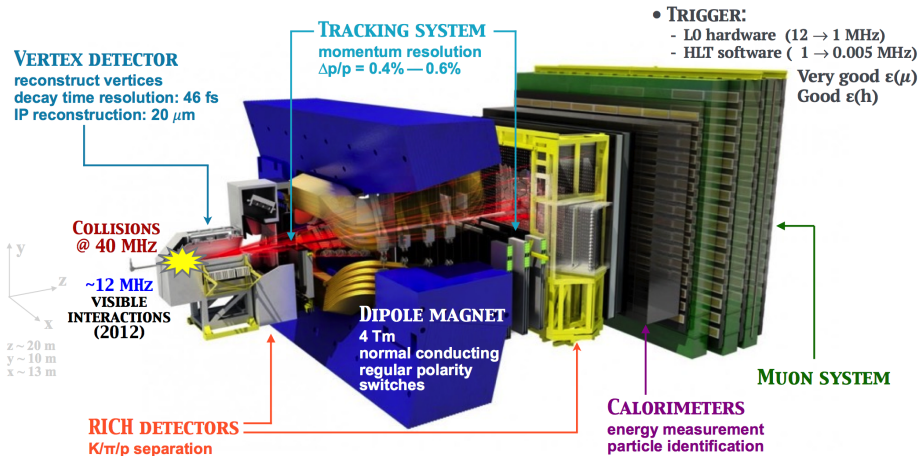 • TRIGGER:
- L0 hardware (12 → 1 MHz)
- HLT software ( 1 → 0.005 MHz)
Very good ε(μ)
Good ε(h)
TRACKING SYSTEM
momentum resolution
Δp/p = 0.4% — 0.6%
VERTEX DETECTOR
reconstruct vertices
decay time resolution: 46 fs
IP reconstruction: 20 μm
COLLISIONS
@ 40 MHz
~12 MHz
VISIBLE
INTERACTIONS
(2012)
y
z
x
z ~ 20 m
y ~ 10 m
x ~ 13 m
DIPOLE MAGNET
4 Tm
normal conducting
regular polarity
switches
MUON SYSTEM
RICH DETECTORS
K/π/p separation
CALORIMETERS
energy measurement
particle identification